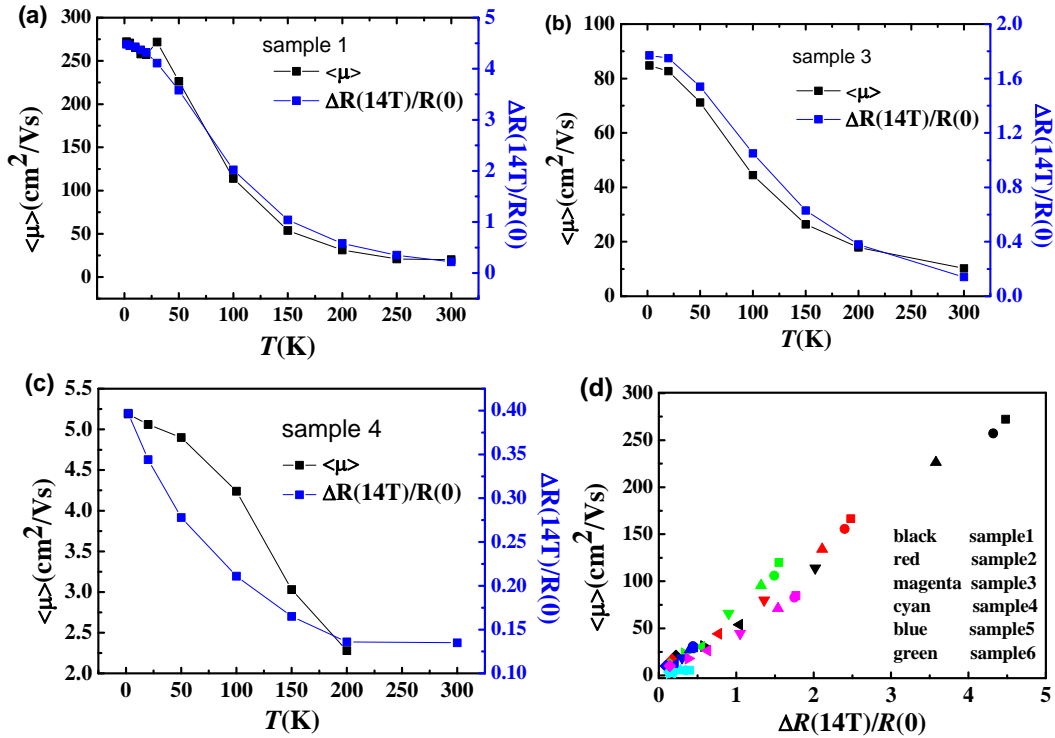 (a)
sample 1
<μ>
ΔR(14T)/R(0)
<μ>(cm²/Vs)
300
250
200
150
100
50
0
5
4
3
2
1
0
ΔR(14T)/R(0)
0 50 100 150 200 250 300
T(K)
(b)
sample 3
<μ>
ΔR(14T)/R(0)
<μ>(cm²/Vs)
100
80
60
40
20
0
2.0
1.6
1.2
0.8
0.4
0.0
ΔR(14T)/R(0)
0 50 100 150 200 250 300
T(K)
(c)
sample 4
<μ>
ΔR(14T)/R(0)
<μ>(cm²/Vs)
5.5
5.0
4.5
4.0
3.5
3.0
2.5
2.0
0.40
0.35
0.30
0.25
0.20
0.15
0.10
ΔR(14T)/R(0)
0 50 100 150 200 250 300
T(K)
(d)
<μ>(cm²/Vs)
300
250
200
150
100
50
0
black sample1
red sample2
magenta sample3
cyan sample4
blue sample5
green sample6
0 1 2 3 4 5
ΔR(14T)/R(0)